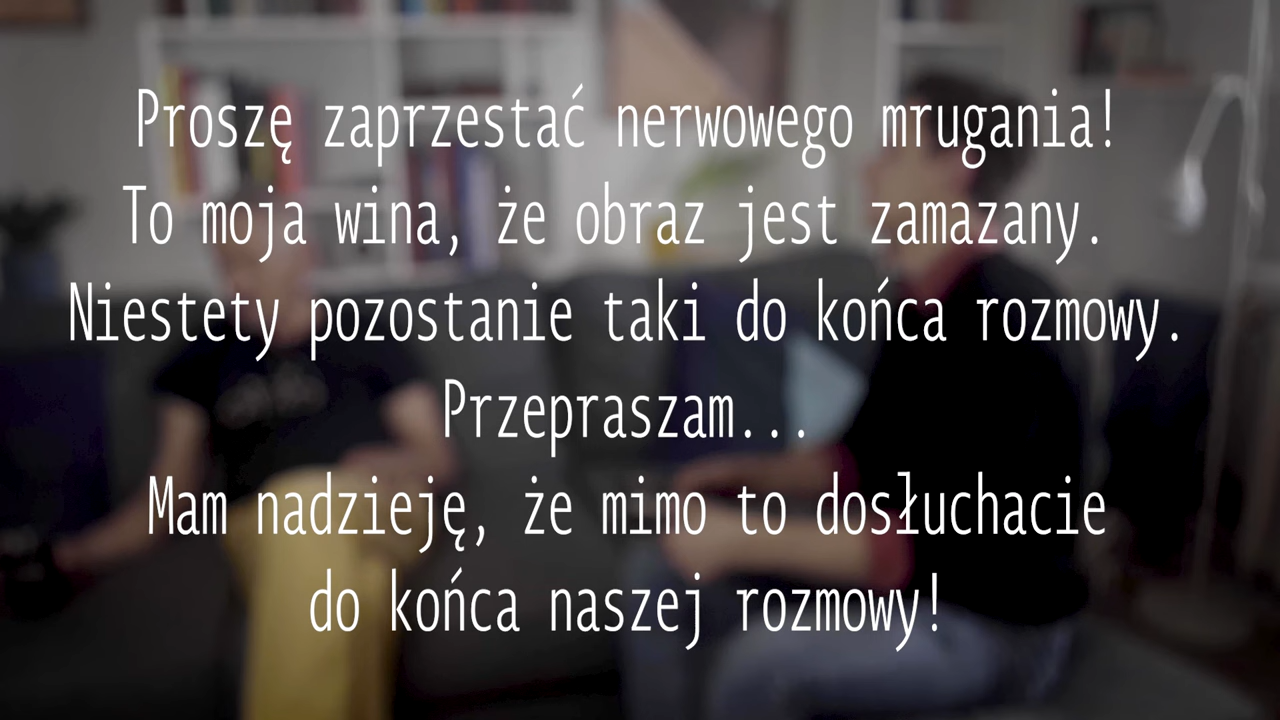 Proszę zaprzestać nerwowego mrugania!
To moja wina, że obraz jest zamazany.
Niestety pozostanie taki do końca rozmowy.
Przepraszam...
Mam nadzieję, że mimo to dosłuchacie
do końca naszej rozmowy!